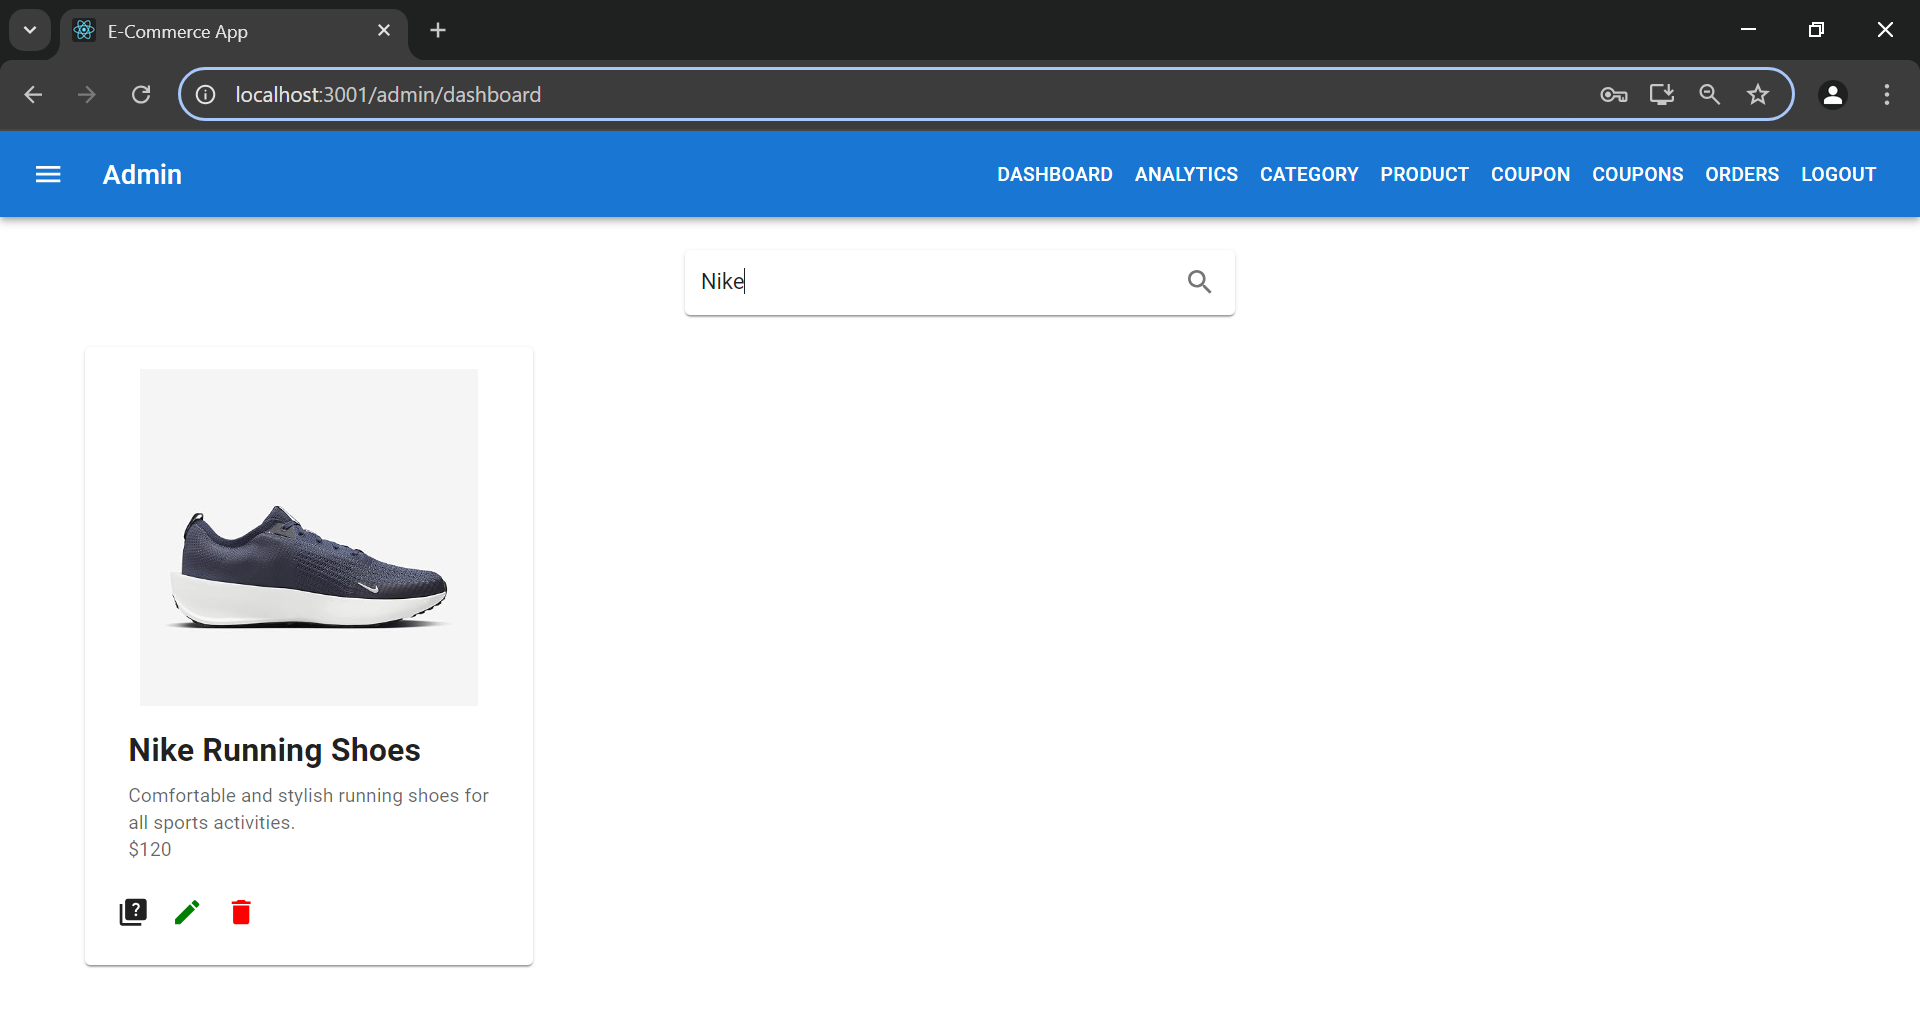 E-Commerce App
localhost:3001/admin/dashboard
Admin
DASHBOARD ANALYTICS CATEGORY PRODUCT COUPON COUPONS ORDERS LOGOUT
Nike
Nike Running Shoes
Comfortable and stylish running shoes for
all sports activities.
$120
?